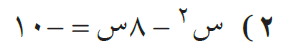 ٢) س٢ − ٨س = −١٠